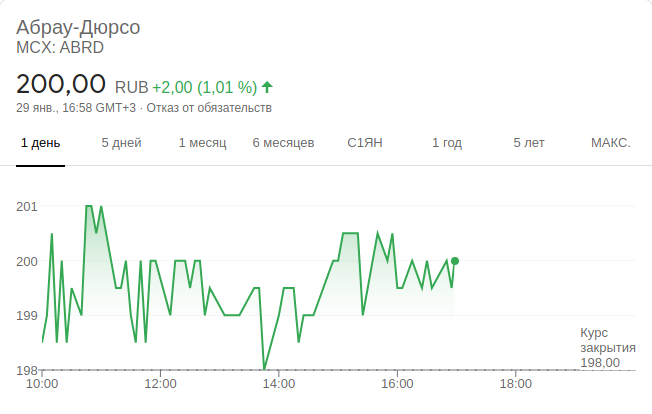 Абрау-Дюрсо
MCX: ABRD
200,00 RUB +2,00 (1,01 %)
29 янв., 16:58 GMT+3 · Отказ от обязательств
1 день 5 дней 1 месяц 6 месяцев С1ЯН 1 год 5 лет МАКС.
201
200
199
198
Курс
закрытия
198,00
10:00 12:00 14:00 16:00 18:00